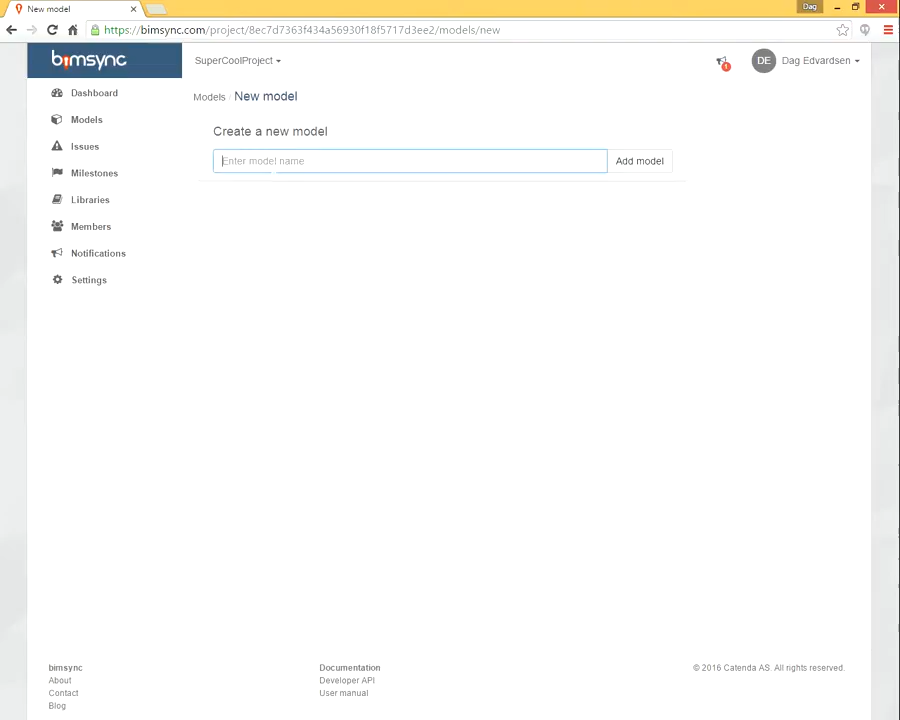 New model
Dag
https://bimsync.com/project/8ec7d7363f434a56930f18f5717d3ee2/models/new
bimsync
SuperCoolProject
!
DE
Dag Edvardsen
Dashboard
Models
Issues
Milestones
Libraries
Members
Notifications
Settings
Models / New model
Create a new model
Enter model name
Add model
bimsync
About
Contact
Blog
Documentation
Developer API
User manual
© 2016 Catenda AS. All rights reserved.